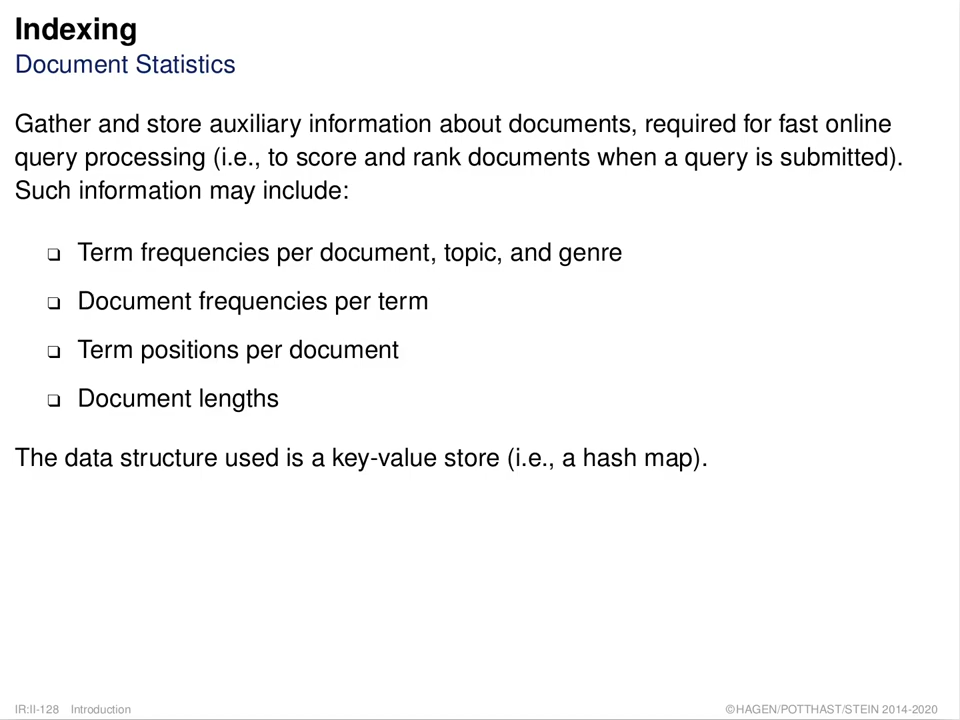 Indexing
Document Statistics
Gather and store auxiliary information about documents, required for fast online
query processing (i.e., to score and rank documents when a query is submitted).
Such information may include:
❑ Term frequencies per document, topic, and genre
❑ Document frequencies per term
❑ Term positions per document
❑ Document lengths
The data structure used is a key-value store (i.e., a hash map).
IR:II-128 Introduction ©HAGEN/POTTHAST/STEIN 2014-2020